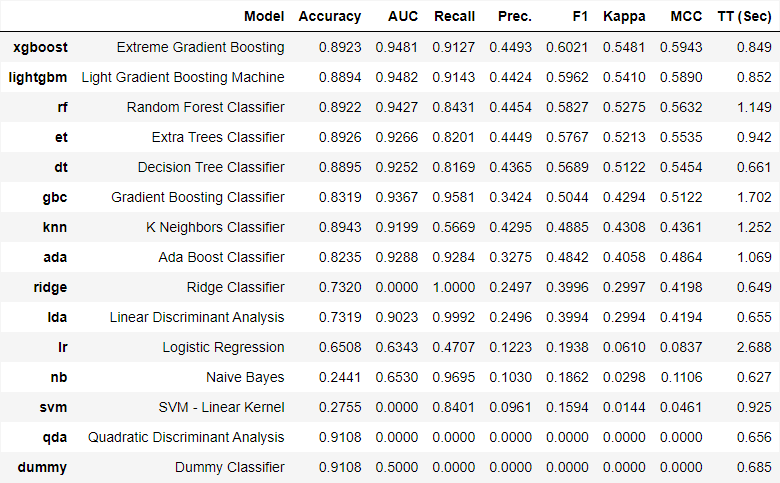 Model Accuracy AUC Recall Prec. F1 Kappa MCC TT (Sec)
xgboost Extreme Gradient Boosting 0.8923 0.9481 0.9127 0.4493 0.6021 0.5481 0.5943 0.849
lightgbm Light Gradient Boosting Machine 0.8894 0.9482 0.9143 0.4424 0.5962 0.5410 0.5890 0.852
rf Random Forest Classifier 0.8922 0.9427 0.8431 0.4454 0.5827 0.5275 0.5632 1.149
et Extra Trees Classifier 0.8926 0.9266 0.8201 0.4449 0.5767 0.5213 0.5535 0.942
dt Decision Tree Classifier 0.8895 0.9252 0.8169 0.4365 0.5689 0.5122 0.5454 0.661
gbc Gradient Boosting Classifier 0.8319 0.9367 0.9581 0.3424 0.5044 0.4294 0.5122 1.702
knn K Neighbors Classifier 0.8943 0.9199 0.5669 0.4295 0.4885 0.4308 0.4361 1.252
ada Ada Boost Classifier 0.8235 0.9288 0.9284 0.3275 0.4842 0.4058 0.4864 1.069
ridge Ridge Classifier 0.7320 0.0000 1.0000 0.2497 0.3996 0.2997 0.4198 0.649
lda Linear Discriminant Analysis 0.7319 0.9023 0.9992 0.2496 0.3994 0.2994 0.4194 0.655
lr Logistic Regression 0.6508 0.6343 0.4707 0.1223 0.1938 0.0610 0.0837 2.688
nb Naive Bayes 0.2441 0.6530 0.9695 0.1030 0.1862 0.0298 0.1106 0.627
svm SVM - Linear Kernel 0.2755 0.0000 0.8401 0.0961 0.1594 0.0144 0.0461 0.925
qda Quadratic Discriminant Analysis 0.9108 0.0000 0.0000 0.0000 0.0000 0.0000 0.0000 0.656
dummy Dummy Classifier 0.9108 0.5000 0.0000 0.0000 0.0000 0.0000 0.0000 0.685